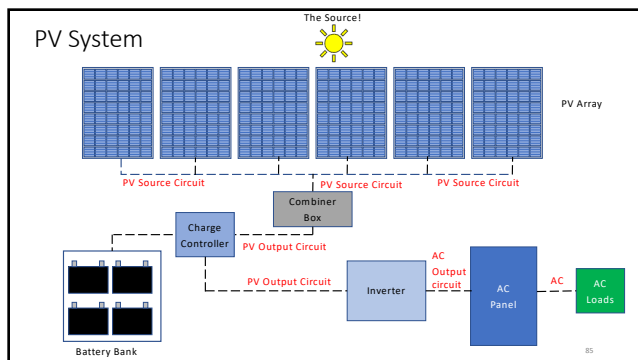 The Source!
PV System
PV Array
PV Source Circuit
PV Source Circuit
PV Source Circuit
Combiner
Box
Charge
Controller
PV Output Circuit
PV Output Circuit
Inverter
AC
Output
circuit
AC
Panel
AC
AC
Loads
Battery Bank
85